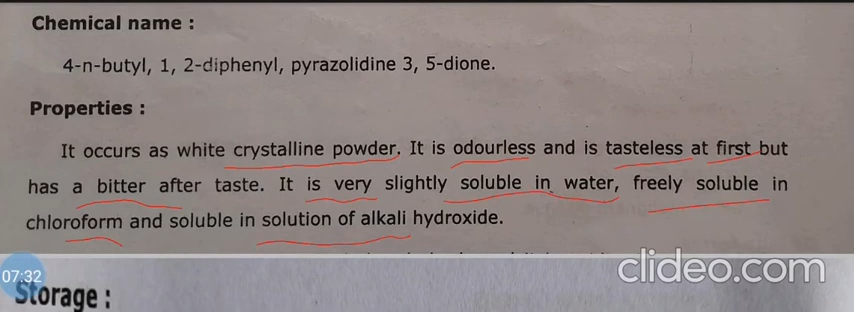 Chemical name :
4-n-butyl, 1, 2-diphenyl, pyrazolidine 3, 5-dione.
Properties :
It occurs as white crystalline powder. It is odourless and is tasteless at first but
has a bitter after taste. It is very slightly soluble in water, freely soluble in
chloroform and soluble in solution of alkali hydroxide.
clideo.com
07:32
Storage :